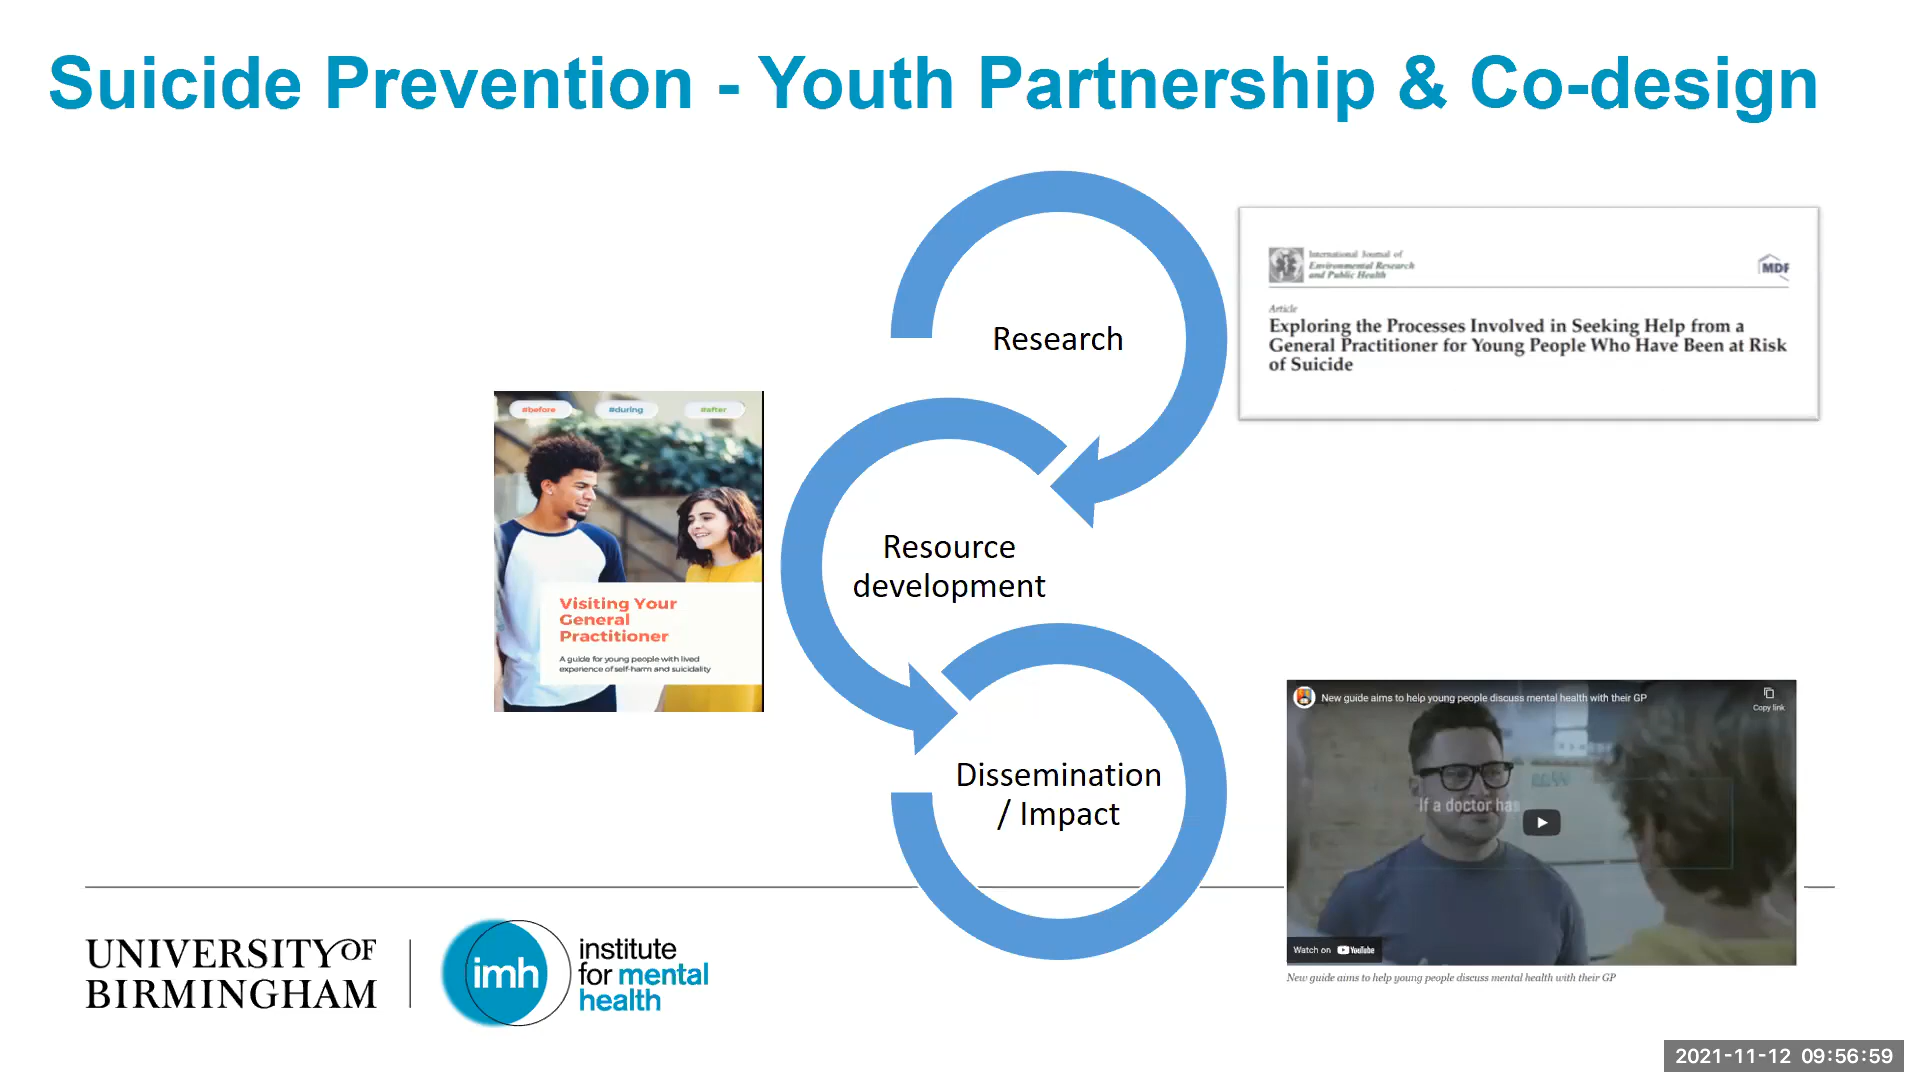 Suicide Prevention - Youth Partnership & Co-design
Research
International Journal of
Environmental Research
and Public Health
MDP
Article
Exploring the Processes Involved in Seeking Help from a
General Practitioner for Young People Who Have Been at Risk
of Suicide
#before
#during
#after
Visiting Your
General
Practitioner
A guide for young people with lived
experience of self-harm and suicidality
Resource
development
Dissemination
/ Impact
New guide aims to help young people discuss mental health with their GP
Copy link
If a doctor has
Watch on YouTube
New guide aims to help young people discuss mental health with their GP
UNIVERSITY OF
BIRMINGHAM
imh
institute
for mental
health
2021-11-12 09:56:59